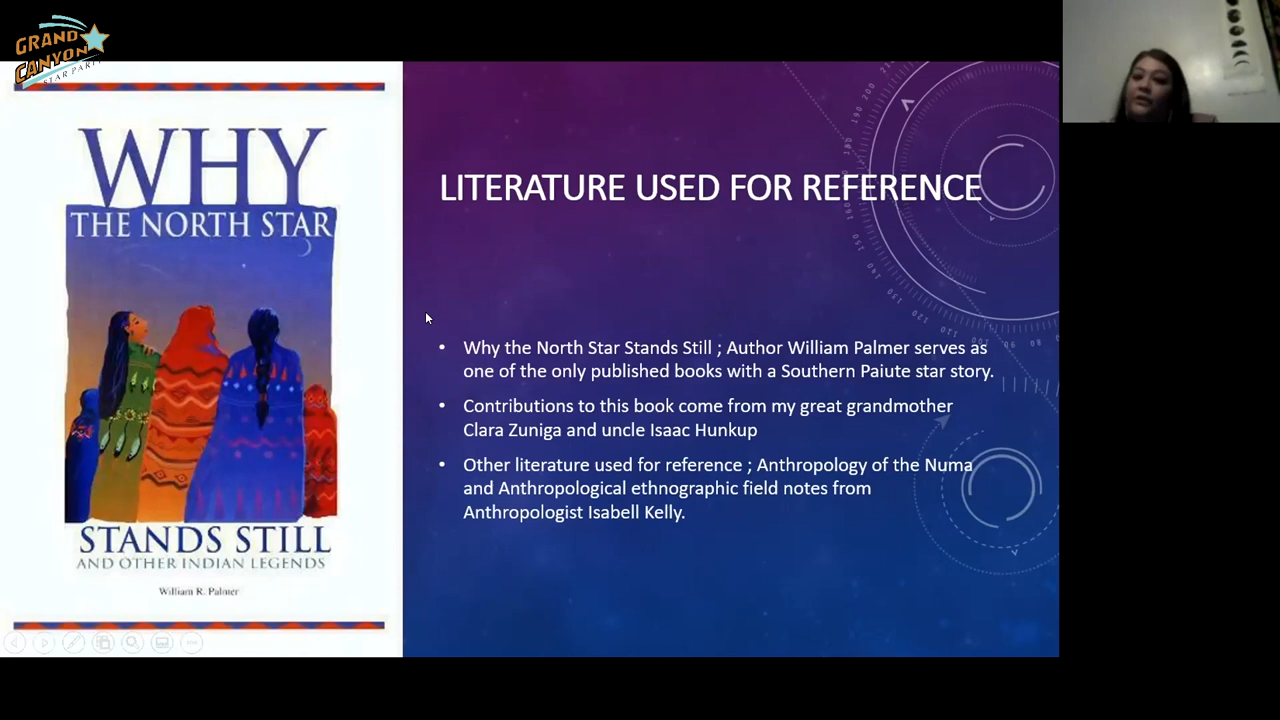 GRAND
CANYON
STAR PARTY
WHY
THE NORTH STAR
STANDS STILL
AND OTHER INDIAN LEGENDS
William R. Palmer
LITERATURE USED FOR REFERENCE
• Why the North Star Stands Still ; Author William Palmer serves as
one of the only published books with a Southern Paiute star story.
• Contributions to this book come from my great grandmother
Clara Zuniga and uncle Isaac Hunkup
• Other literature used for reference ; Anthropology of the Numa
and Anthropological ethnographic field notes from
Anthropologist Isabell Kelly.